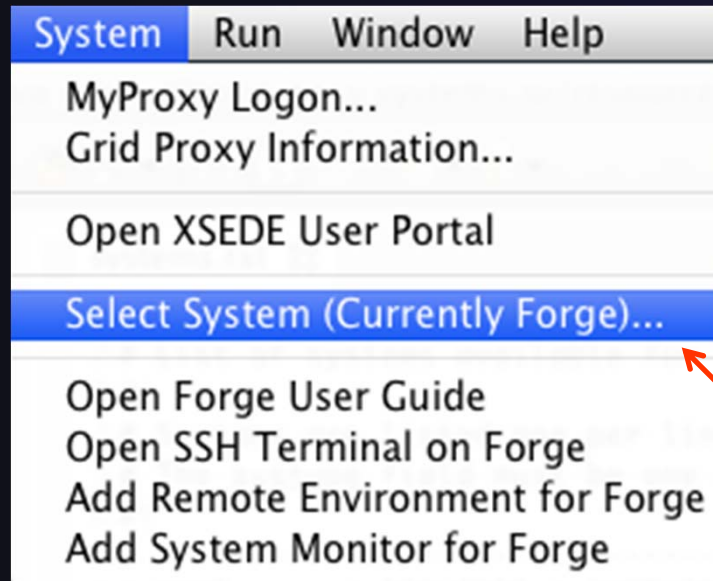 System Run Window Help
MyProxy Logon...
Grid Proxy Information...
Open XSEDE User Portal
Select System (Currently Forge)...
Open Forge User Guide
Open SSH Terminal on Forge
Add Remote Environment for Forge
Add System Monitor for Forge